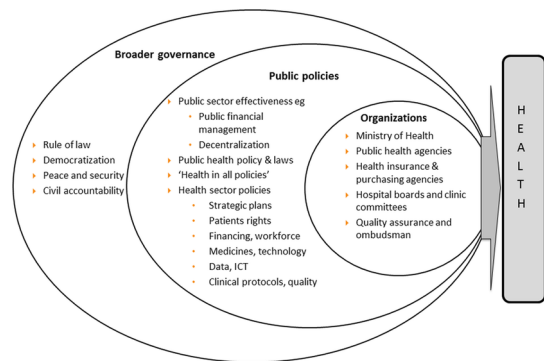 Broader governance
Rule of law
Democratization
Peace and security
Civil accountability
Public policies
Public sector effectiveness eg
Public financial
management
Decentralization
Public health policy & laws
‘Health in all policies’
Health sector policies
Strategic plans
Patients rights
Financing, workforce
Medicines, technology
Data, ICT
Clinical protocols, quality
Organizations
Ministry of Health
Public health agencies
Health insurance &
purchasing agencies
Hospital boards and clinic
committees
Quality assurance and
ombudsman
H
E
A
L
T
H